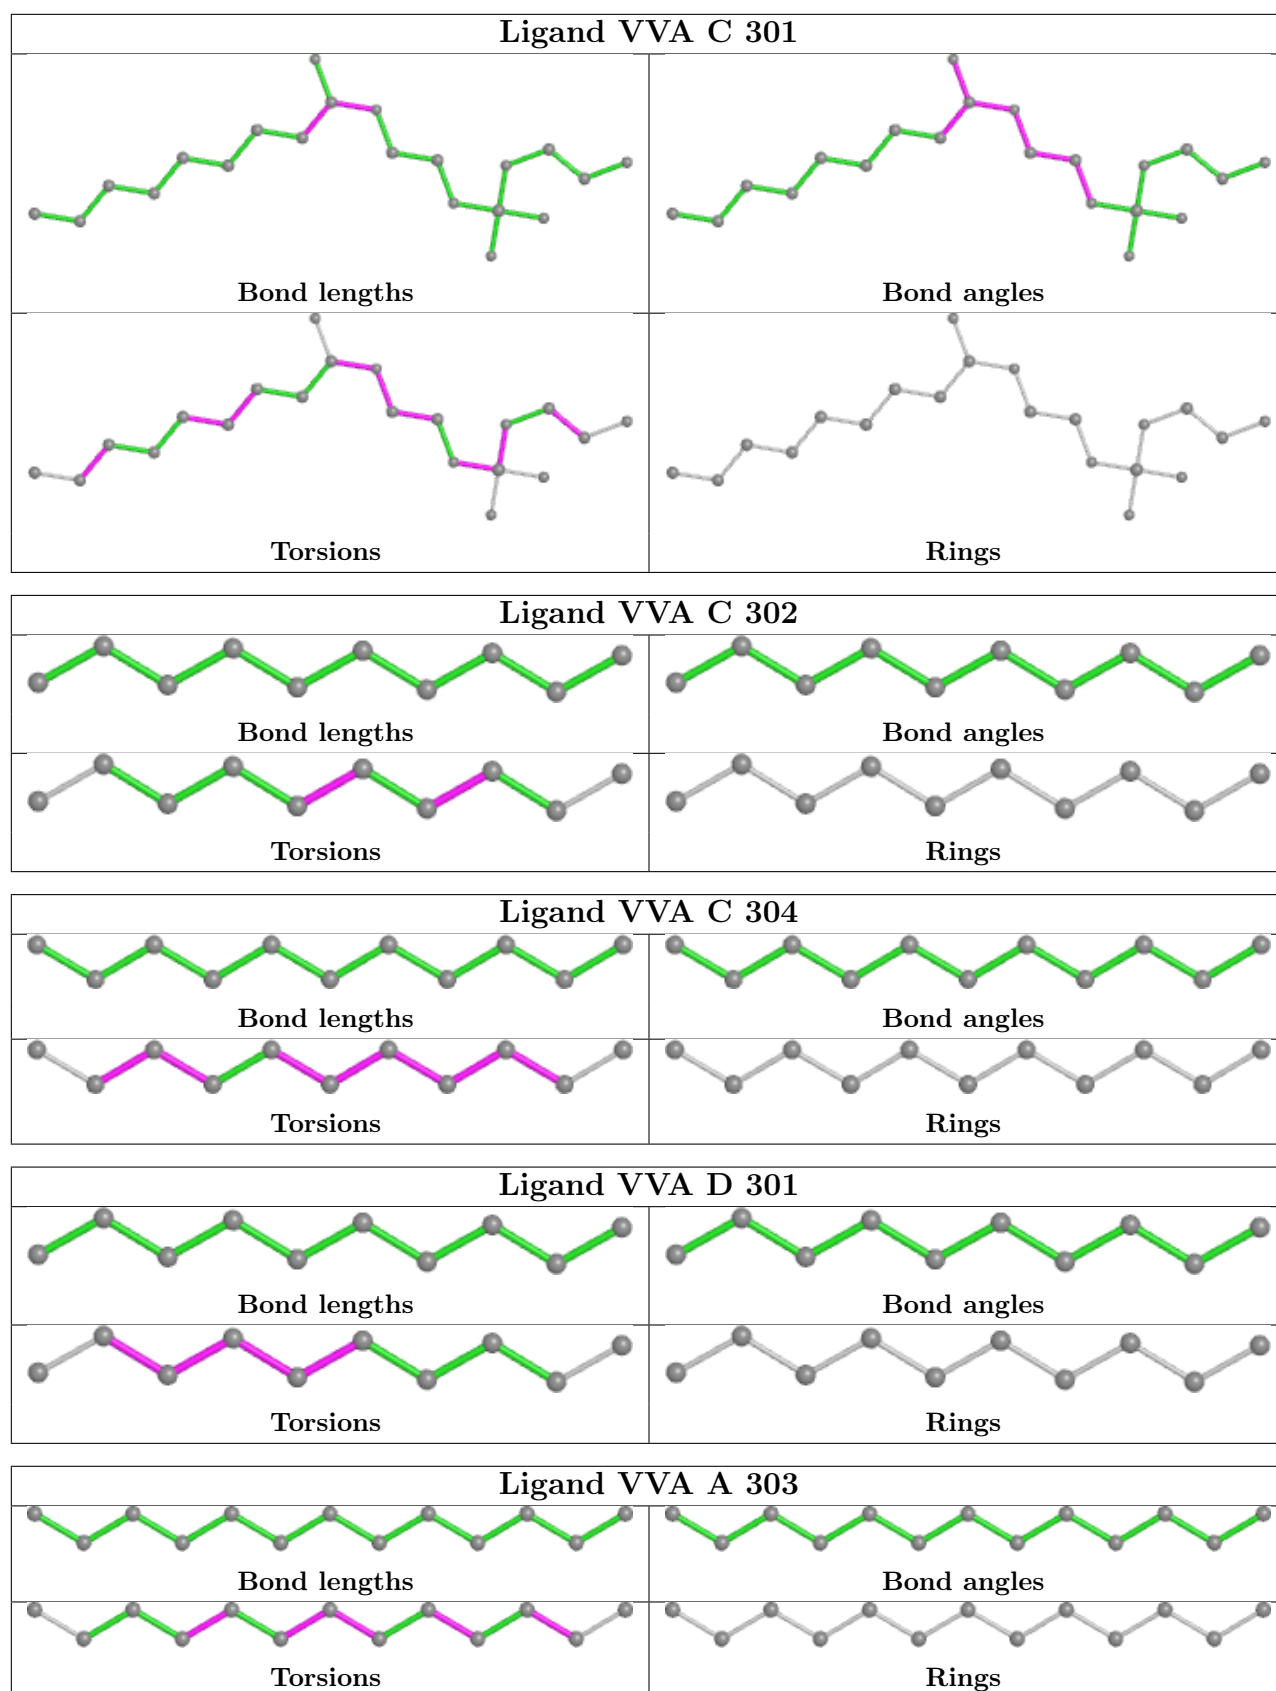 Ligand VVA C 301
Bond lengths
Bond angles
Torsions
Rings
Ligand VVA C 302
Bond lengths
Bond angles
Torsions
Rings
Ligand VVA C 304
Bond lengths
Bond angles
Torsions
Rings
Ligand VVA D 301
Bond lengths
Bond angles
Torsions
Rings
Ligand VVA A 303
Bond lengths
Bond angles
Torsions
Rings